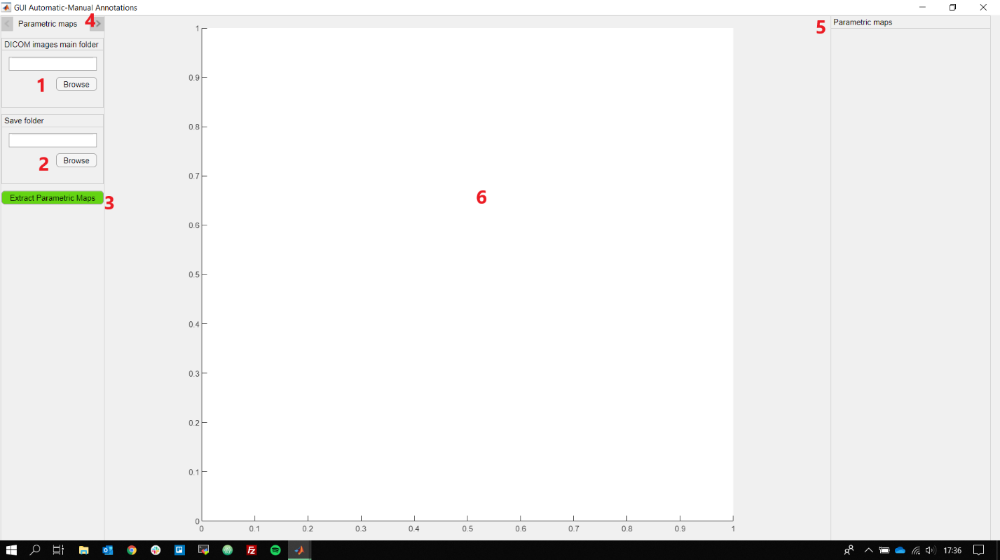 GUI Automatic-Manual Annotations
Parametric maps 4
DICOM images main folder
1 Browse
Save folder
2 Browse
Extract Parametric Maps 3
1
0.9
0.8
0.7
0.6
0.5
0.4
0.3
0.2
0.1
0
0 0.1 0.2 0.3 0.4 0.5 0.6 0.7 0.8 0.9 1
6
5 Parametric maps
17:36